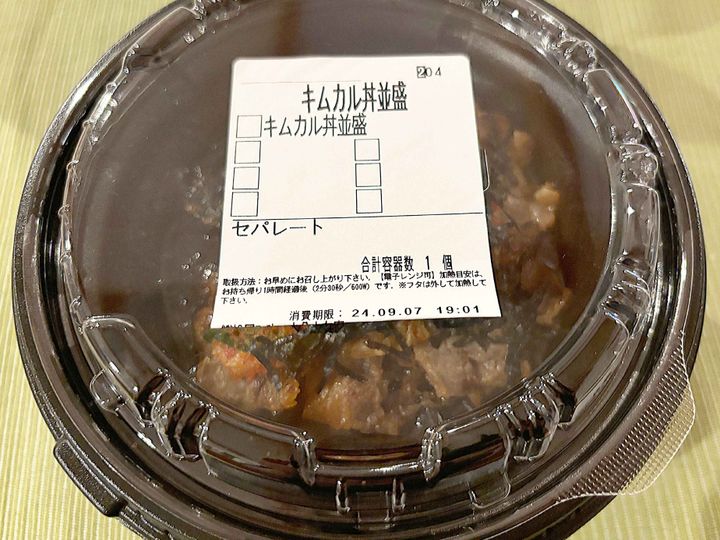 204
キムカル丼並盛
キムカル丼並盛
セパレート
合計容器数 1 個
取扱方法：お早めにお召し上がり下さい。【電子レンジ可】加熱目安は、
お持ち帰り1時間経過後（2分30秒／600W）です。※フタは外して加熱して
下さい。
消費期限： 24.09.07 19:01